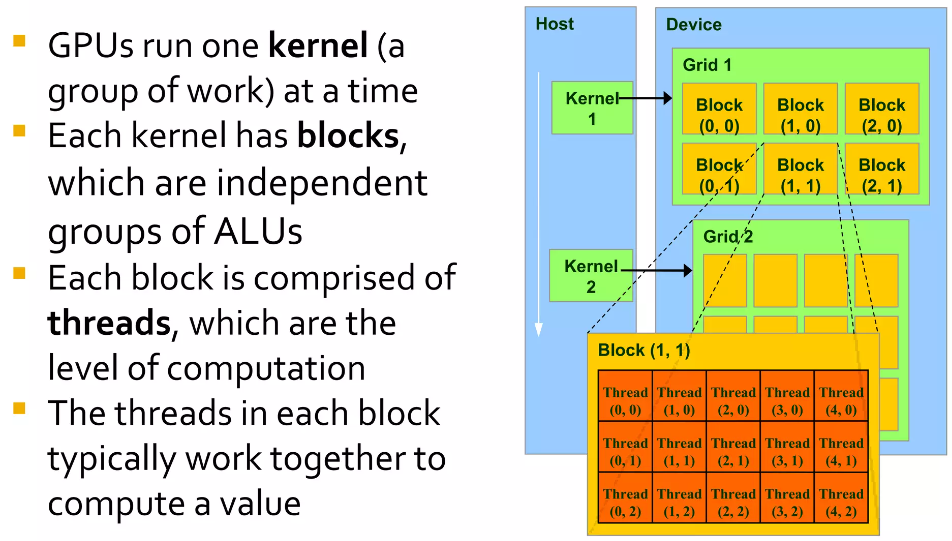 GPUs run one kernel (a
group of work) at a time
Each kernel has blocks,
which are independent
groups of ALUs
Each block is comprised of
threads, which are the
level of computation
The threads in each block
typically work together to
compute a value
Host
Device
Kernel
1
Grid 1
Block
(0, 0)
Block
(1, 0)
Block
(2, 0)
Block
(0, 1)
Block
(1, 1)
Block
(2, 1)
Kernel
2
Grid 2
Block (1, 1)
Thread
(0, 0)
Thread
(1, 0)
Thread
(2, 0)
Thread
(3, 0)
Thread
(4, 0)
Thread
(0, 1)
Thread
(1, 1)
Thread
(2, 1)
Thread
(3, 1)
Thread
(4, 1)
Thread
(0, 2)
Thread
(1, 2)
Thread
(2, 2)
Thread
(3, 2)
Thread
(4, 2)